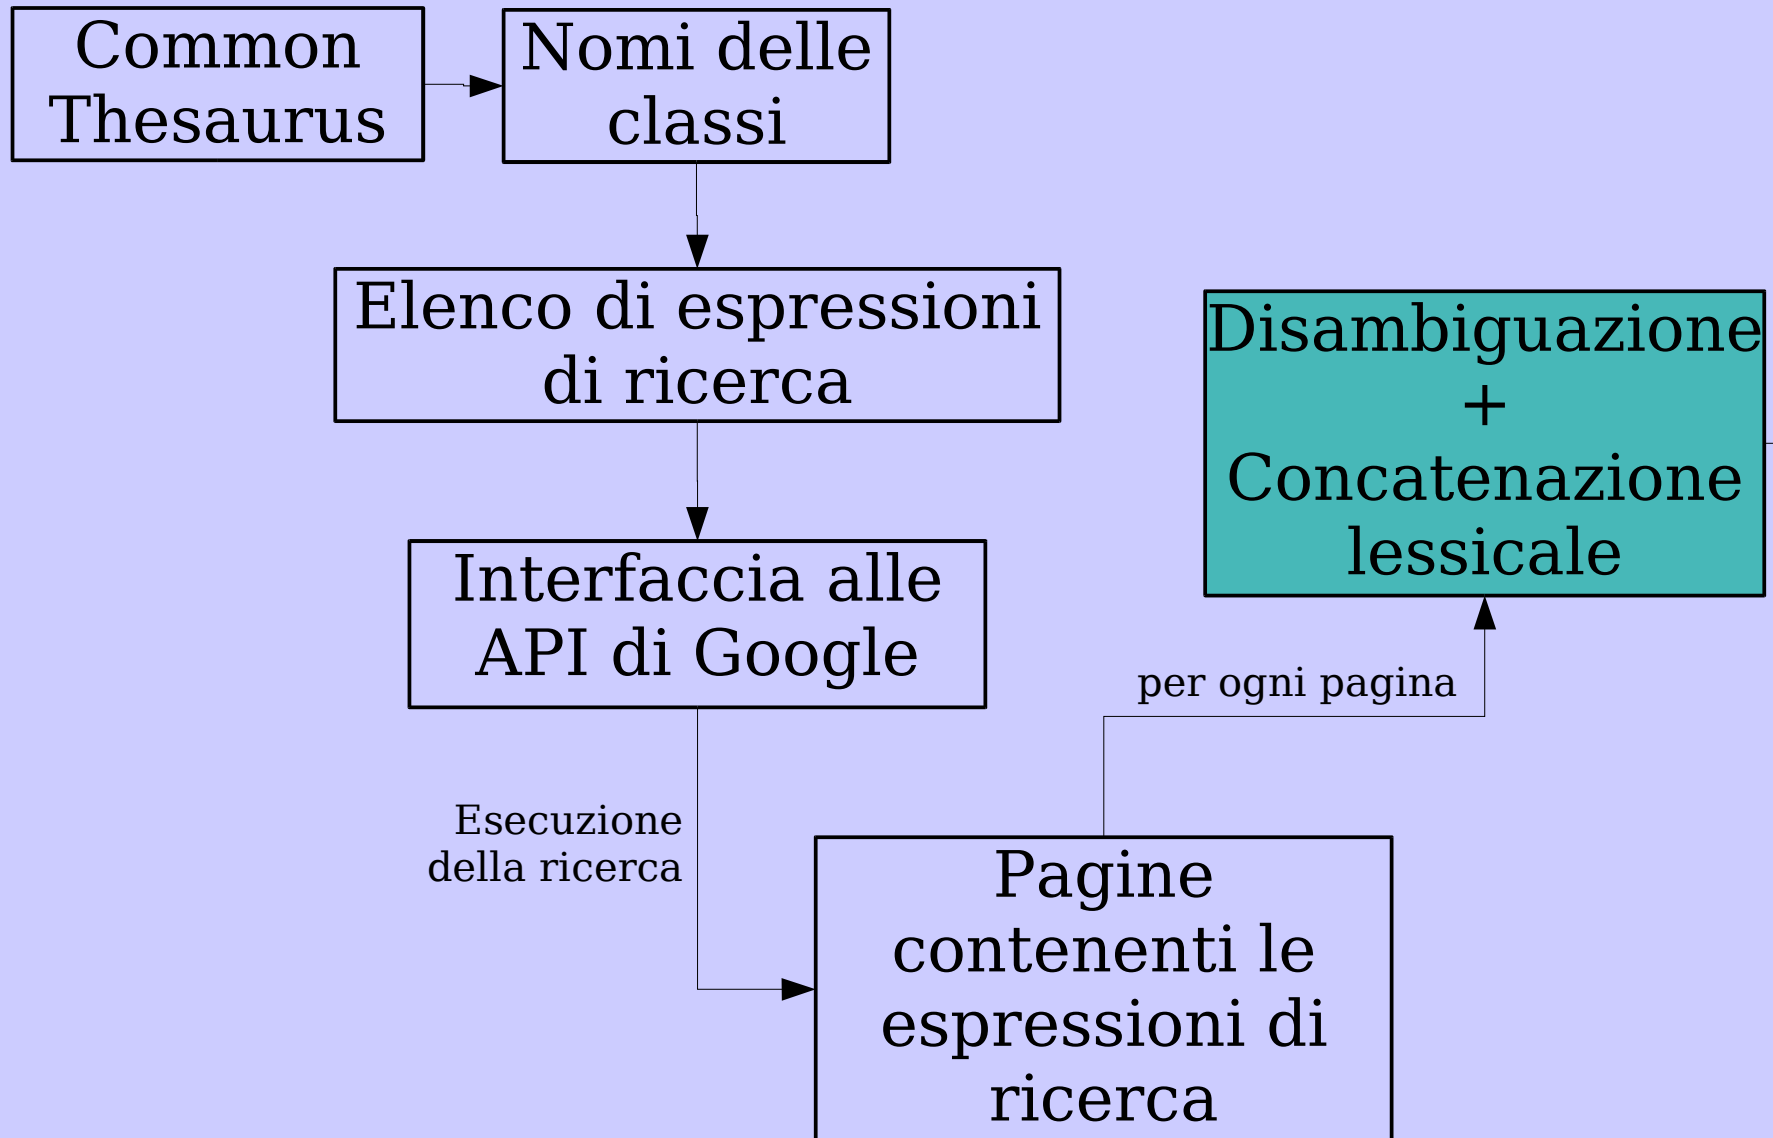 Common
Thesaurus
Nomi delle
classi
Elenco di espressioni
di ricerca
Interfaccia alle
API di Google
Esecuzione
della ricerca
Pagine
contenenti le
espressioni di
ricerca
per ogni pagina
Disambiguazione
+
Concatenazione
lessicale